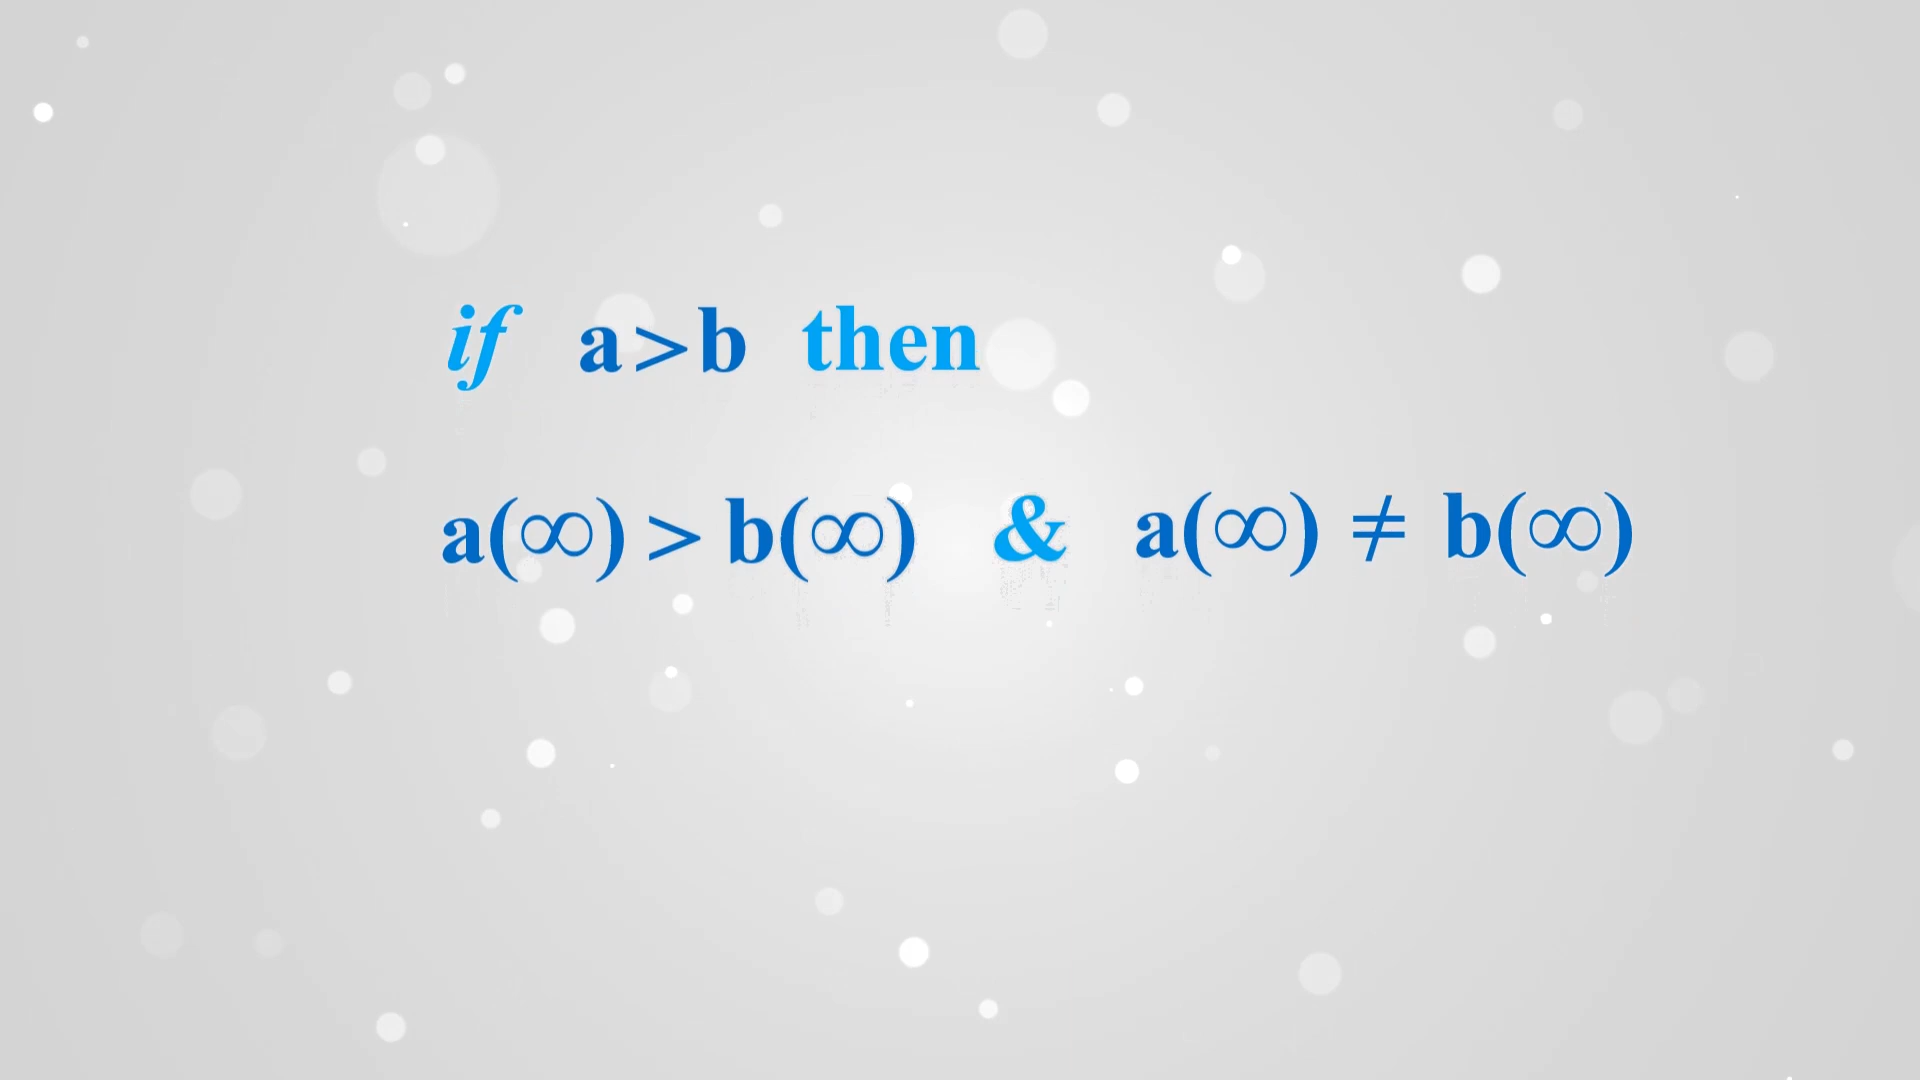 if a>b then
a(∞) > b(∞) & a(∞) ≠ b(∞)